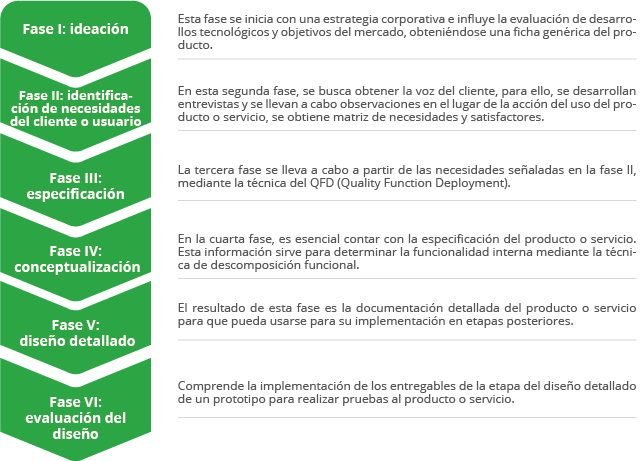 Fase I: ideación
Esta fase se inicia con una estrategia corporativa e influye la evaluación de desarro-
llos tecnológicos y objetivos del mercado, obteniéndose una ficha genérica del pro-
ducto.
Fase II: identifica-
ción de necesidades
del cliente o usuario
En esta segunda fase, se busca obtener la voz del cliente, para ello, se desarrollan
entrevistas y se llevan a cabo observaciones en el lugar de la acción del uso del pro-
ducto o servicio, se obtiene matriz de necesidades y satisfactores.
Fase III:
especificación
La tercera fase se lleva a cabo a partir de las necesidades señaladas en la fase II,
mediante la técnica del QFD (Quality Function Deployment).
Fase IV:
conceptualización
En la cuarta fase, es esencial contar con la especificación del producto o servicio.
Esta información sirve para determinar la funcionalidad interna mediante la técni-
ca de descomposición funcional.
Fase V:
diseño detallado
El resultado de esta fase es la documentación detallada del producto o servicio
para que pueda usarse para su implementación en etapas posteriores.
Fase VI:
evaluación del
diseño
Comprende la implementación de los entregables de la etapa del diseño detallado
de un prototipo para realizar pruebas al producto o servicio.